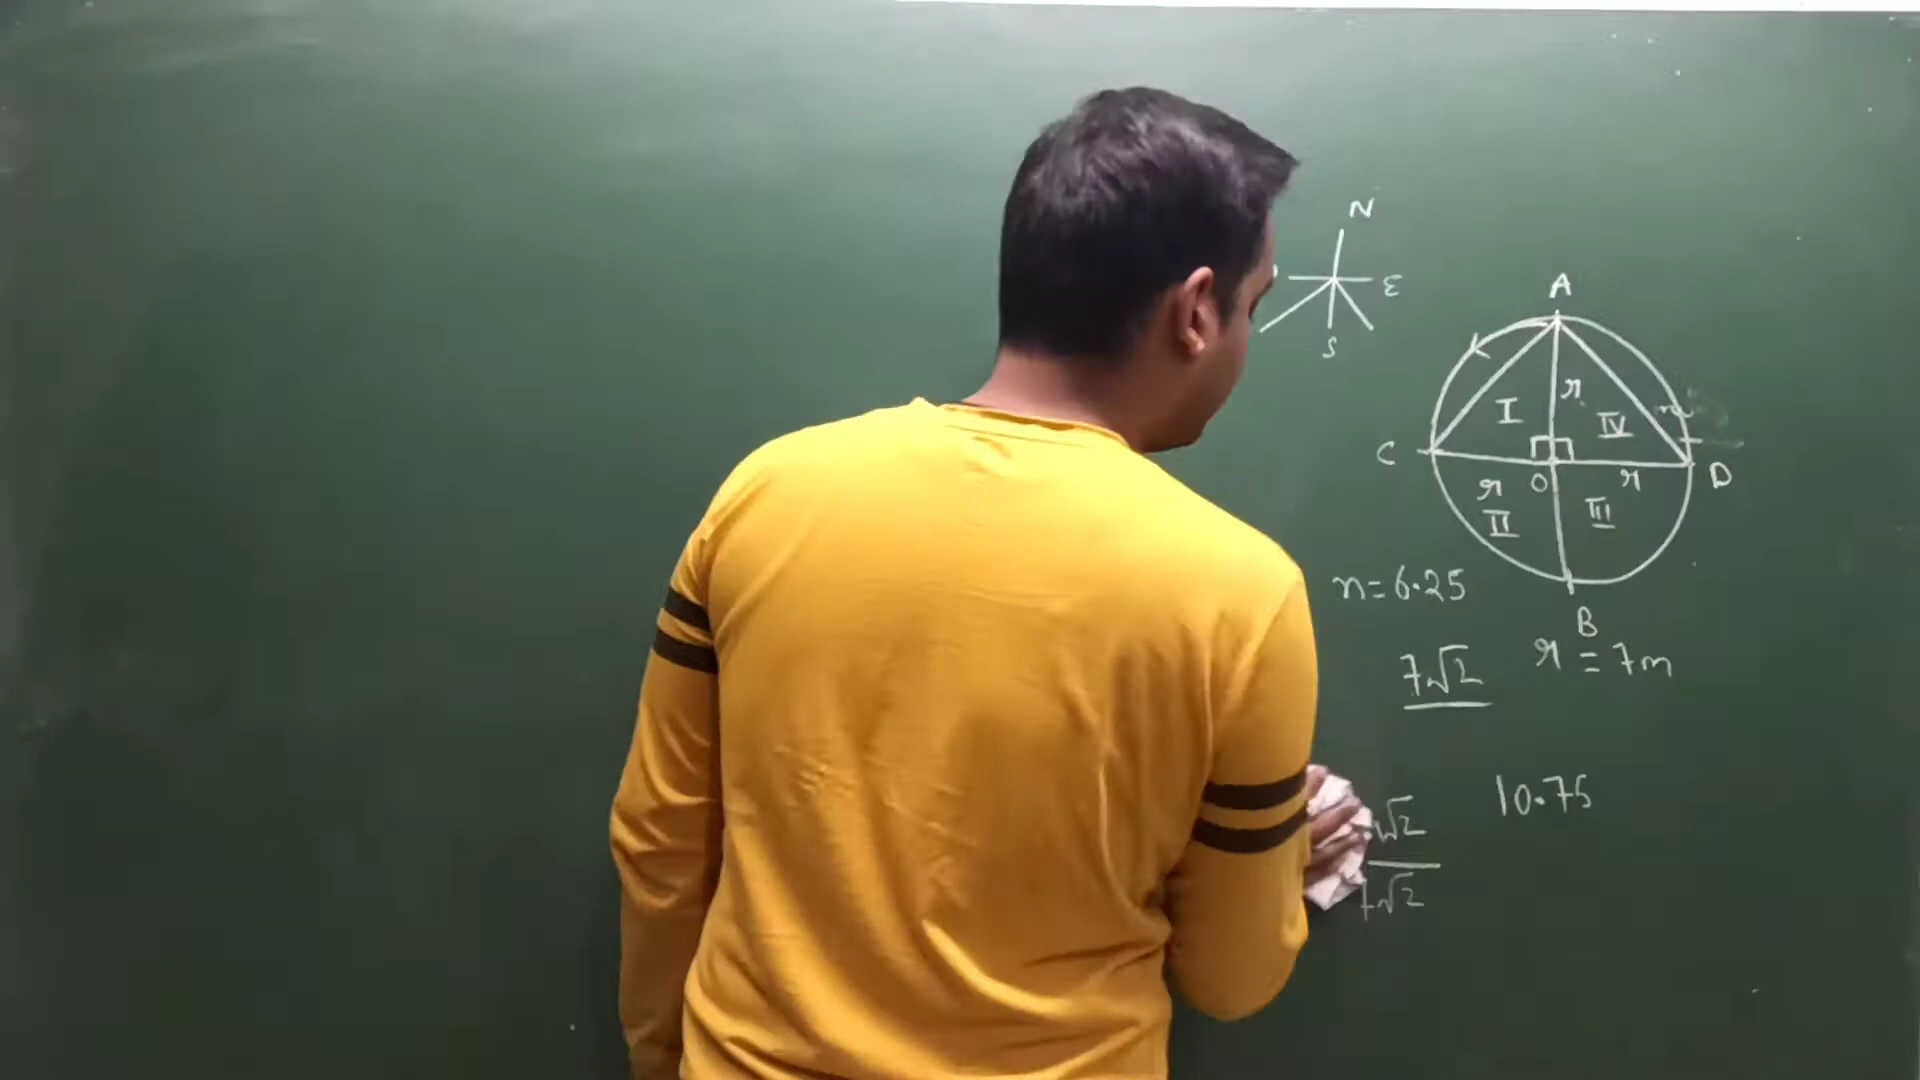 N
E
S
A
r
I
IV
C
D
O
r
r
II
III
n=6.25
B
7√2
r = 7m
10.75
√2
7√2